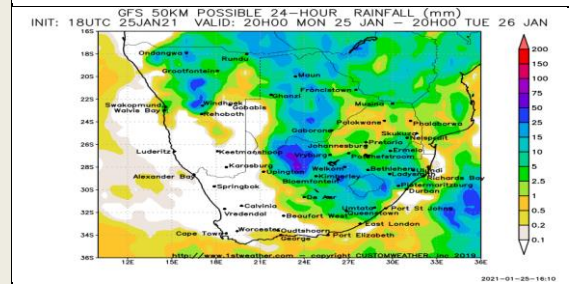 GFS 50KM POSSIBLE 24-HOUR RAINFALL (mm)
INIT: 18UTC 25JAN21 VALID: 20H00 MON 25 JAN - 20H00 TUE 26 JAN
16S
18S
20S
22S
24S
26S
28S
30S
32S
34S
36S
Ondangwa
Rundu
Grootfontein
Maun
Ghanzi
Francistown
Swakopmund
Walvis Bay
Windhoek
Gobabis
Rehoboth
Musina
Polokwane
Phalaborwa
Skukuza
Nelspruit
Gaborone
Pretoria
Johannesburg
Ermelo
Luderitz
Keetmanshoop
Vryburg
Potchefstroom
Karasburg
Upington
Welkom
Bethlehem
Ulundi
Alexander Bay
Kimberley
Ladysmith
Richards Bay
Bloemfontein
Springbok
Pietermaritzburg
Durban
De Aar
Calvinia
Umtata
Port St Johns
Vredendal
Beaufort West
Queenstown
East London
Cape Town
Worcester
Oudtshoorn
George
Port Elizabeth
http://www.1stweather.com - copyright CUSTOMWEATHER, Inc 2019
12E 15E 18E 21E 24E 27E 30E 33E 36E
200
150
100
75
50
25
15
10
5
2.5
1
0.5
0.2
0.1
2021-01-25-16:10